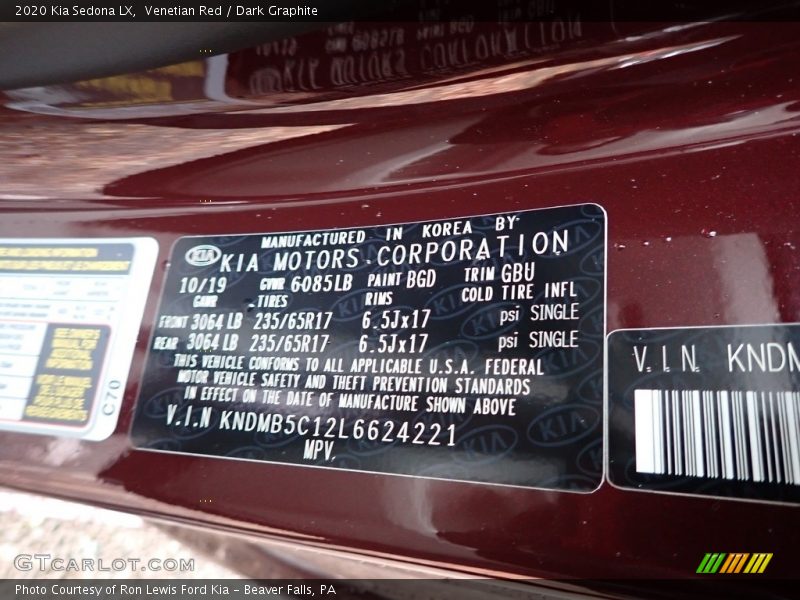 2020 Kia Sedona LX, Venetian Red / Dark Graphite
MANUFACTURED IN KOREA BY
KIA KIA MOTORS CORPORATION
10/19 GVWR 6085LB PAINT BGD TRIM GBU
GAWR TIRES RIMS COLD TIRE INFL
FRONT 3064 LB 235/65R17 6.5Jx17 psi SINGLE
REAR 3064 LB 235/65R17 6.5Jx17 psi SINGLE
THIS VEHICLE CONFORMS TO ALL APPLICABLE U.S.A. FEDERAL
MOTOR VEHICLE SAFETY AND THEFT PREVENTION STANDARDS
IN EFFECT ON THE DATE OF MANUFACTURE SHOWN ABOVE
V.I.N KNDMB5C12L6624221
MPV
V.I.N. KNDM
C70
GTCARLOT.COM
Photo Courtesy of Ron Lewis Ford Kia - Beaver Falls, PA